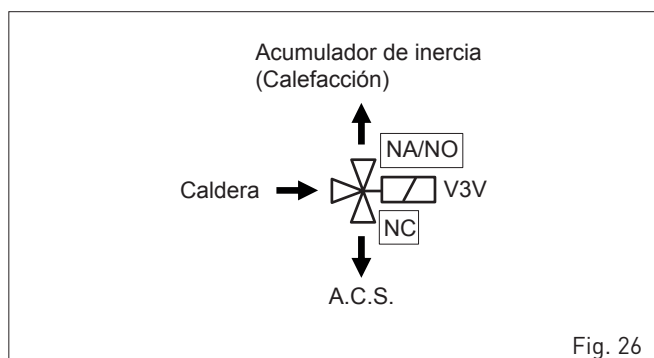 Acumulador de inercia
(Calefacción)
NA/NO
Caldera
V3V
NC
A.C.S.
Fig. 26